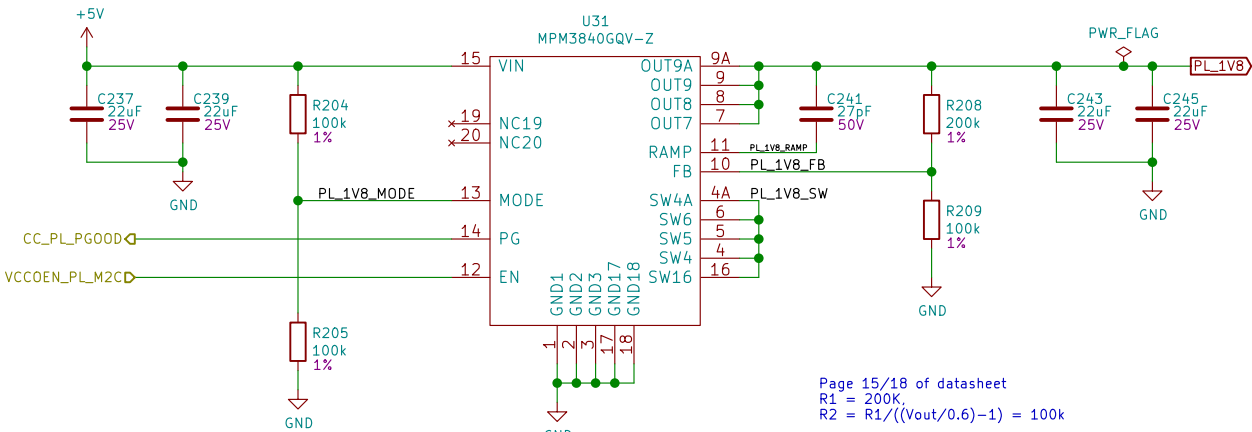 +5V
U31
MPM3840GQV-Z
PWR_FLAG
PL_1V8
15
VIN
OUT9A
9A
OUT9
9
OUT8
8
OUT7
7
C237
22uF
25V
C239
22uF
25V
R204
100k
1%
19
NC19
20
NC20
C241
27pF
50V
R208
200k
1%
C243
22uF
25V
C245
22uF
25V
RAMP
11
PL_1V8_RAMP
FB
10
PL_1V8_FB
GND
PL_1V8_MODE
13
MODE
SW4A
4A
PL_1V8_SW
SW6
6
SW5
5
SW4
4
SW16
16
R209
100k
1%
GND
CC_PL_PGOOD
14
PG
VCCOEN_PL_M2C
12
EN
GND1
GND2
GND3
GND17
GND18
1
2
3
17
18
GND
R205
100k
1%
GND
Page 15/18 of datasheet
R1 = 200K,
R2 = R1/((Vout/0.6)-1) = 100k